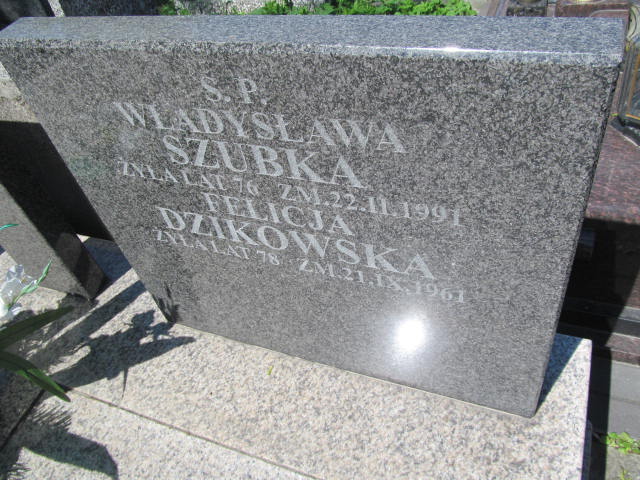 S. P.
WŁADYSŁAWA
SZUBKA
ŻYŁA LAT 76 ZM. 22.II.1991
FELICJA
DZIKOWSKA
ŻYŁA LAT 78 ZM. 21.IX.1961